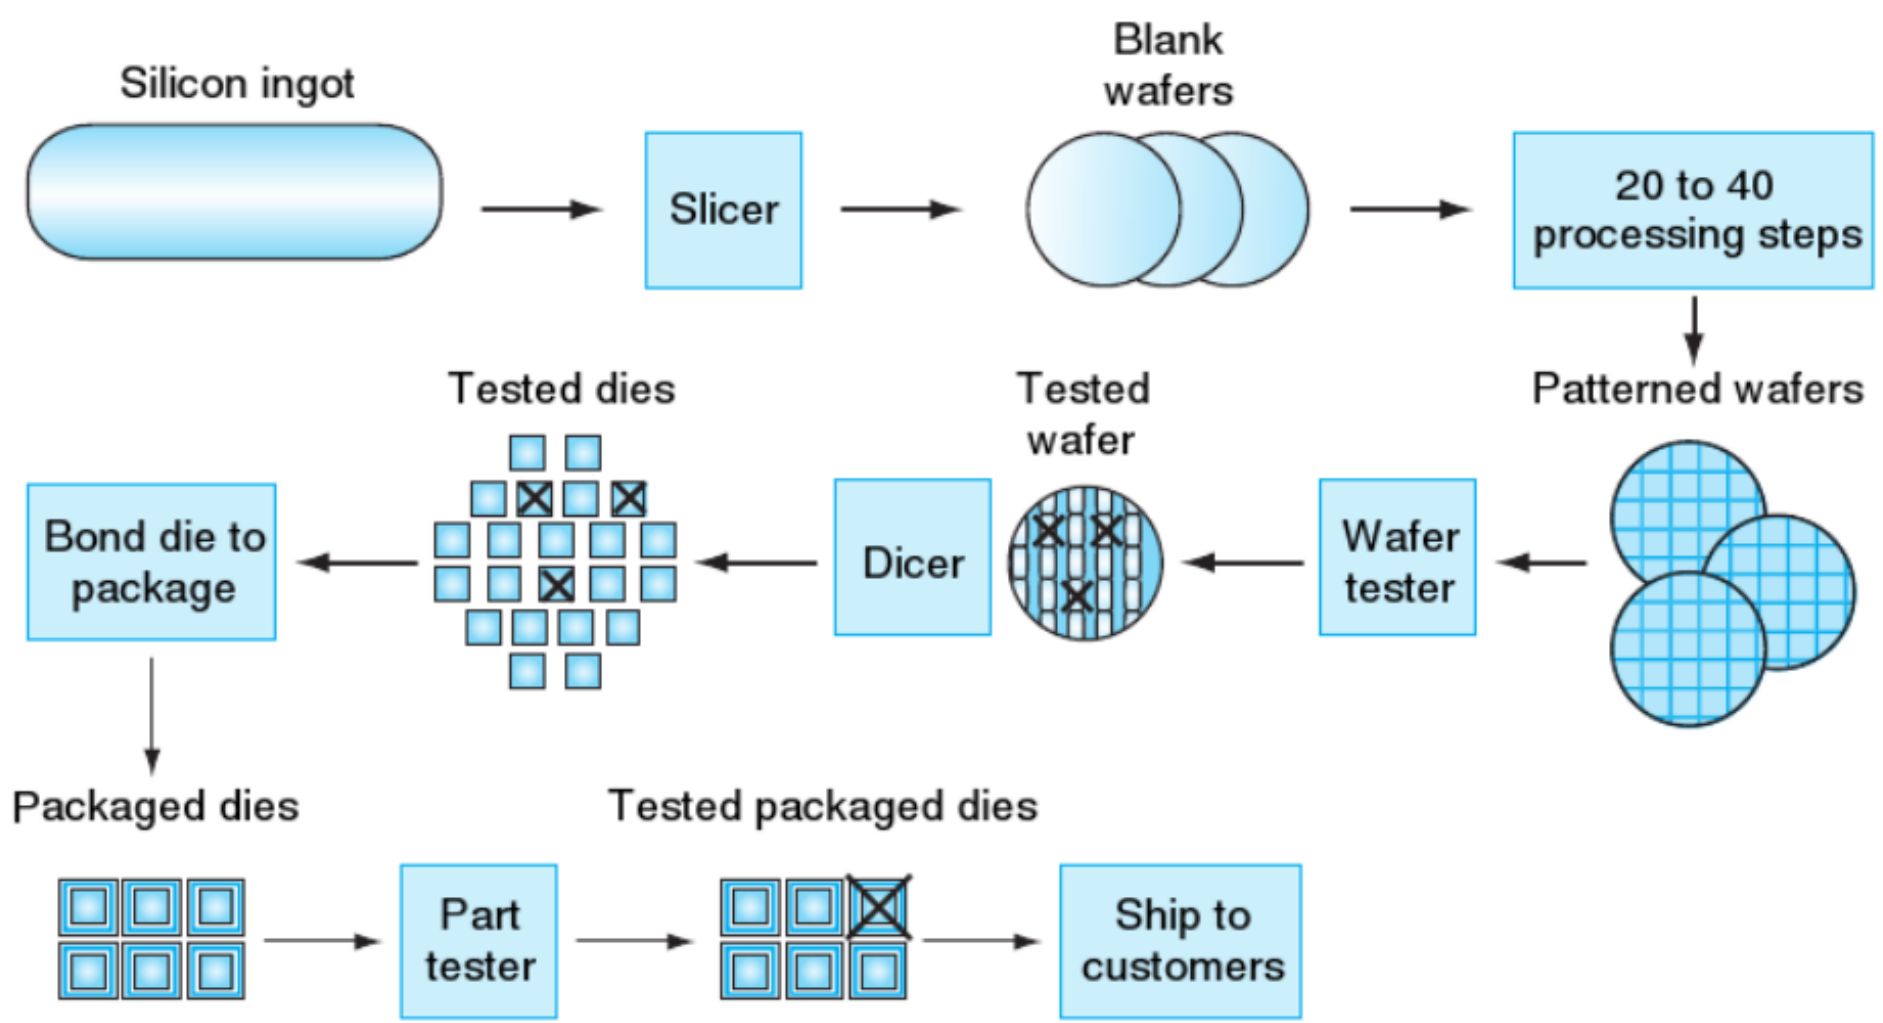 Silicon ingot
Slicer
Blank
wafers
20 to 40
processing steps
Patterned wafers
Wafer
tester
Tested
wafer
Dicer
Tested dies
Bond die to
package
Packaged dies
Part
tester
Tested packaged dies
Ship to
customers